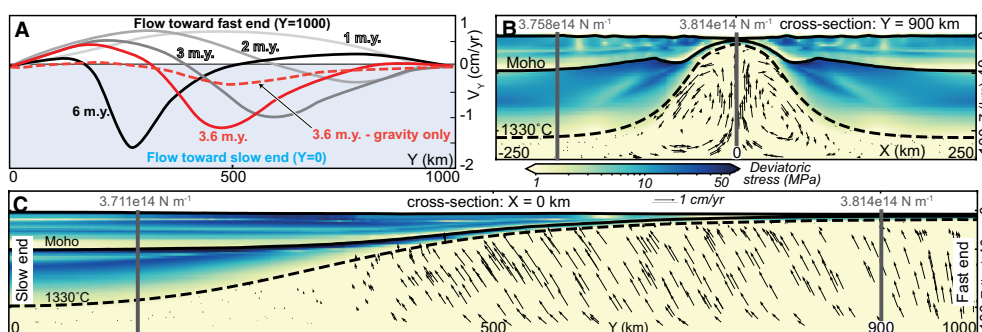 A
Flow toward fast end (Y=1000)
1 m.y.
2 m.y.
3 m.y.
6 m.y.
3.6 m.y.
3.6 m.y. - gravity only
Flow toward slow end (Y=0)
Y (km)
0
500
1000
1
0
-1
-2
V_Y (cm/yr)
B
3.758e14 N m⁻¹
3.814e14 N m⁻¹
cross-section: Y = 900 km
Moho
1330°C
-250
0
X (km)
250
1
10
50
Deviatoric
stress (MPa)
C
3.711e14 N m⁻¹
cross-section: X = 0 km
1 cm/yr
3.814e14 N m⁻¹
Slow end
Moho
1330°C
Fast end
0
500
Y (km)
900
1000